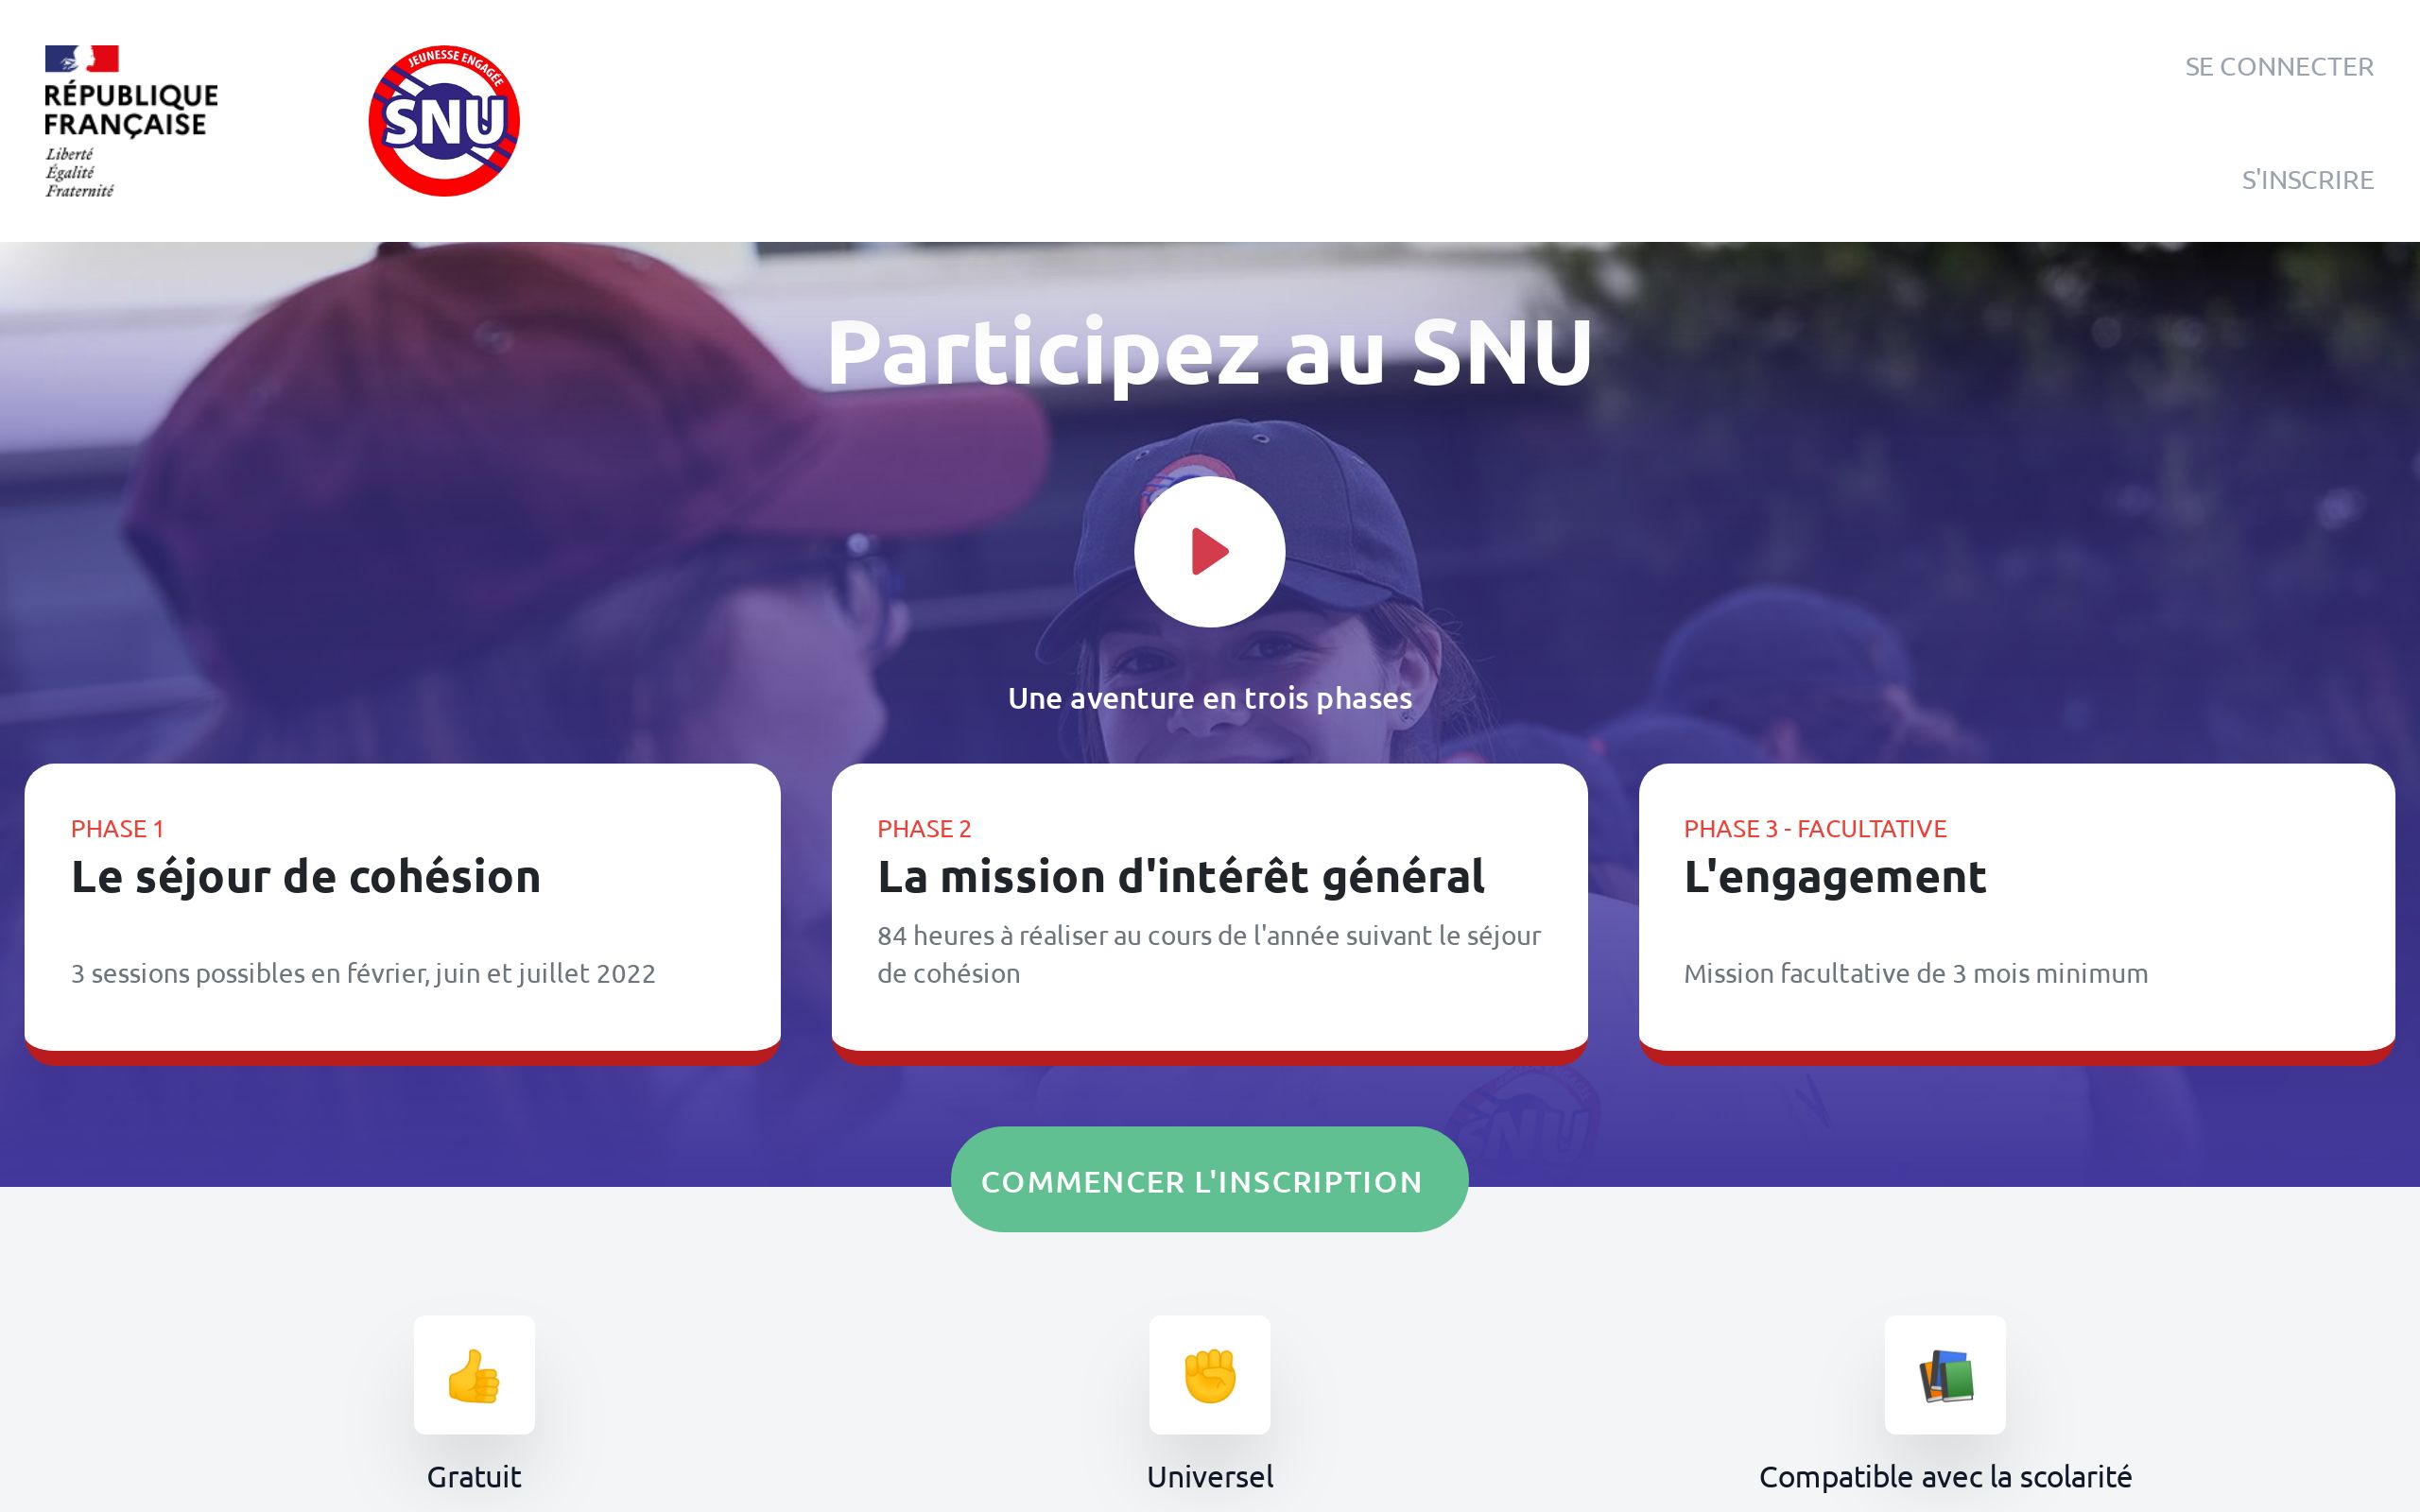 RÉPUBLIQUE
FRANÇAISE
Liberté
Égalité
Fraternité
JEUNESSE ENGAGÉE
SNU
SE CONNECTER
S'INSCRIRE
Participez au SNU
Une aventure en trois phases
PHASE 1
Le séjour de cohésion
3 sessions possibles en février, juin et juillet 2022
PHASE 2
La mission d'intérêt général
84 heures à réaliser au cours de l'année suivant le séjour
de cohésion
PHASE 3 - FACULTATIVE
L'engagement
Mission facultative de 3 mois minimum
SNU
COMMENCER L'INSCRIPTION
Gratuit
Universel
Compatible avec la scolarité